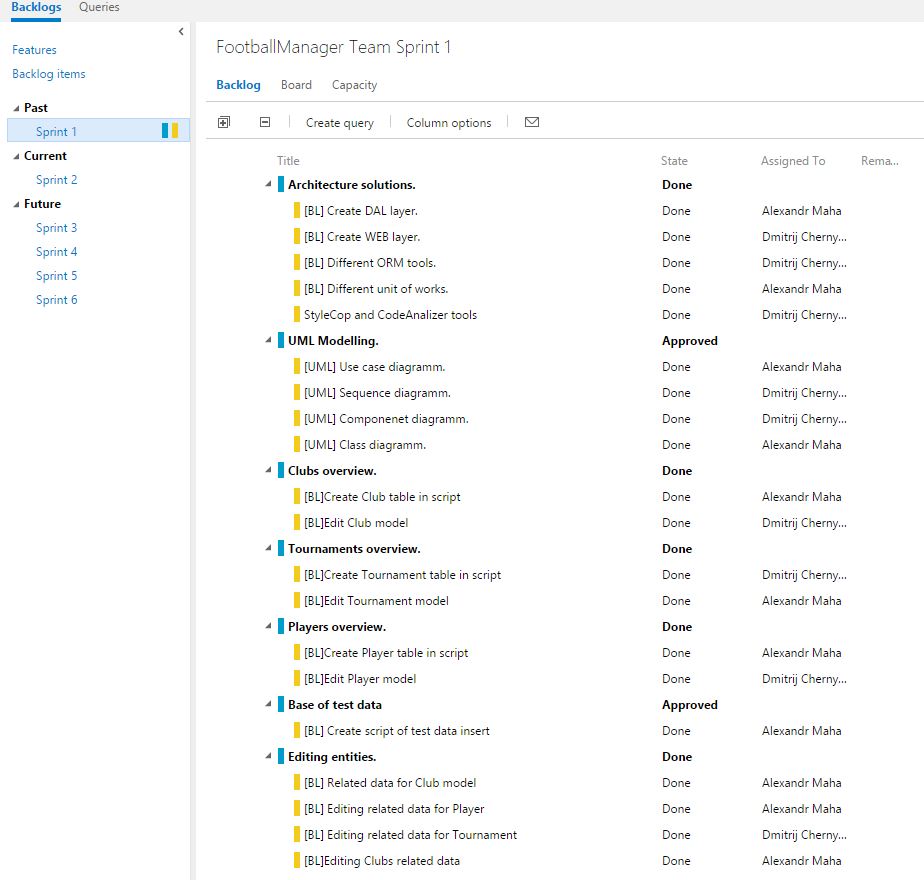 Backlogs Queries
Features
Backlog items
Past
Sprint 1
Current
Sprint 2
Future
Sprint 3
Sprint 4
Sprint 5
Sprint 6
FootballManager Team Sprint 1
Backlog Board Capacity
Create query Column options
Title State Assigned To Rema...
Architecture solutions. Done
[BL] Create DAL layer. Done Alexandr Maha
[BL] Create WEB layer. Done Dmitrij Cherny...
[BL] Different ORM tools. Done Dmitrij Cherny...
[BL] Different unit of works. Done Alexandr Maha
StyleCop and CodeAnalizer tools Done Dmitrij Cherny...
UML Modelling. Approved
[UML] Use case diagramm. Done Alexandr Maha
[UML] Sequence diagramm. Done Dmitrij Cherny...
[UML] Componenet diagramm. Done Dmitrij Cherny...
[UML] Class diagramm. Done Alexandr Maha
Clubs overview. Done
[BL]Create Club table in script Done Alexandr Maha
[BL]Edit Club model Done Dmitrij Cherny...
Tournaments overview. Done
[BL]Create Tournament table in script Done Dmitrij Cherny...
[BL]Edit Tournament model Done Alexandr Maha
Players overview. Done
[BL]Create Player table in script Done Alexandr Maha
[BL]Edit Player model Done Dmitrij Cherny...
Base of test data Approved
[BL] Create script of test data insert Done Alexandr Maha
Editing entities. Done
[BL] Related data for Club model Done Alexandr Maha
[BL] Editing related data for Player Done Alexandr Maha
[BL] Editing related data for Tournament Done Dmitrij Cherny...
[BL]Editing Clubs related data Done Alexandr Maha